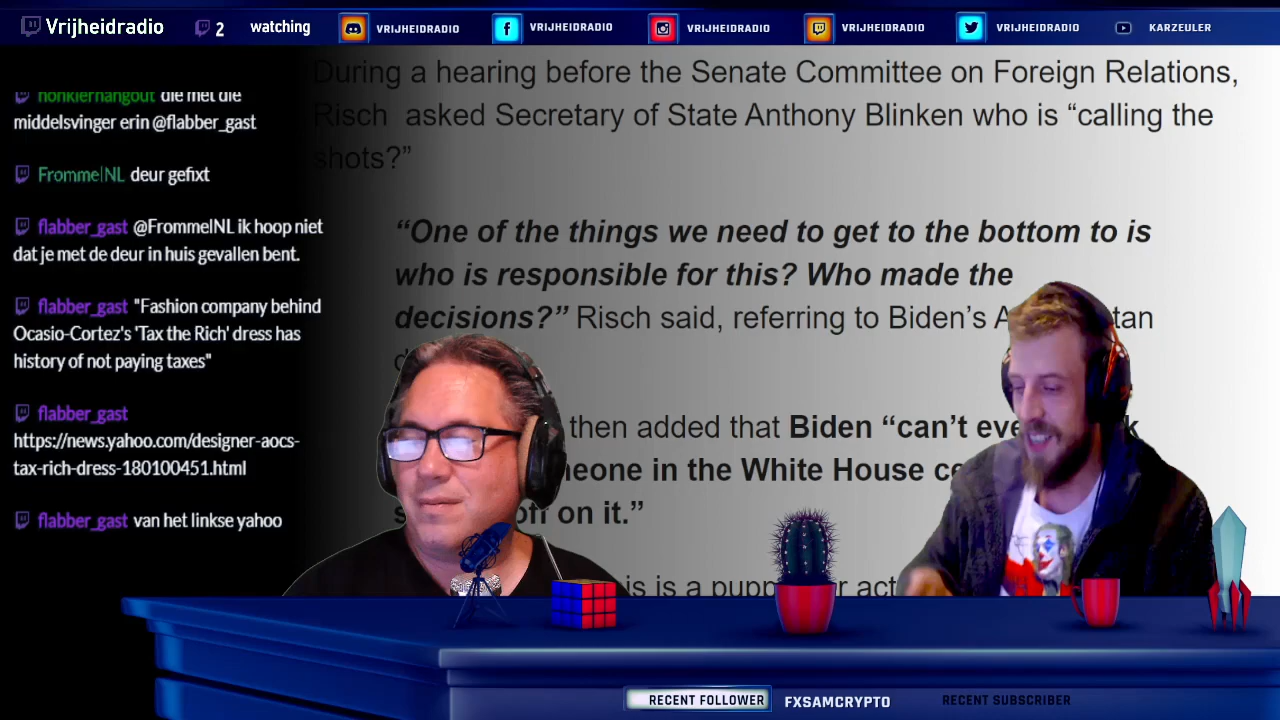 Vrijheidradio
2
watching
VRIJHEIDRADIO
VRIJHEIDRADIO
VRIJHEIDRADIO
VRIJHEIDRADIO
VRIJHEIDRADIO
KARZEULER
honkierhangout die met die
middelsvinger erin @flabber_gast
FrommelNL deur gefixt
flabber_gast @FrommelNL ik hoop niet
dat je met de deur in huis gevallen bent.
flabber_gast "Fashion company behind
Ocasio-Cortez's 'Tax the Rich' dress has
history of not paying taxes"
flabber_gast
https://news.yahoo.com/designer-aocs-
tax-rich-dress-180100451.html
flabber_gast van het linkse yahoo
During a hearing before the Senate Committee on Foreign Relations,
Risch asked Secretary of State Anthony Blinken who is “calling the
shots?”
“One of the things we need to get to the bottom to is
who is responsible for this? Who made the
decisions?” Risch said, referring to Biden’s
then added that Biden “can’t
in the White House
off on it.”
is is a
RECENT FOLLOWER
FXSAMCRYPTO
RECENT SUBSCRIBER